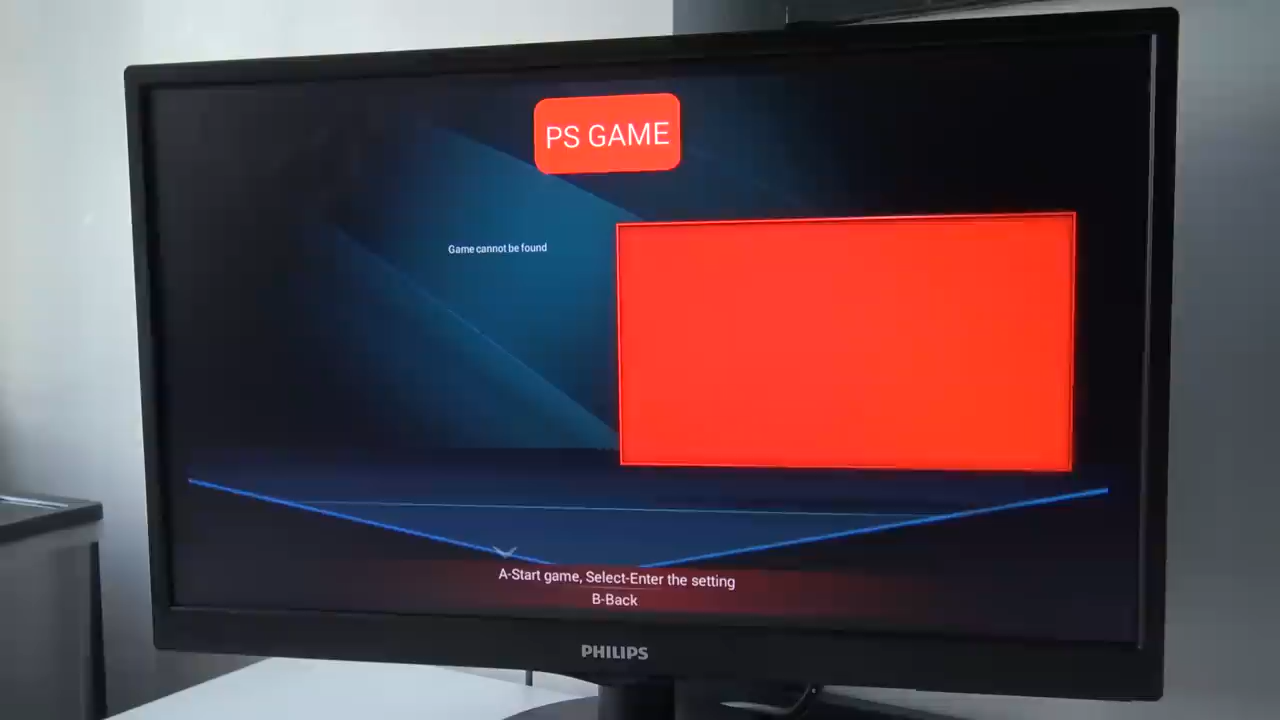 PS GAME
Game cannot be found
A-Start game, Select-Enter the setting
B-Back
PHILIPS